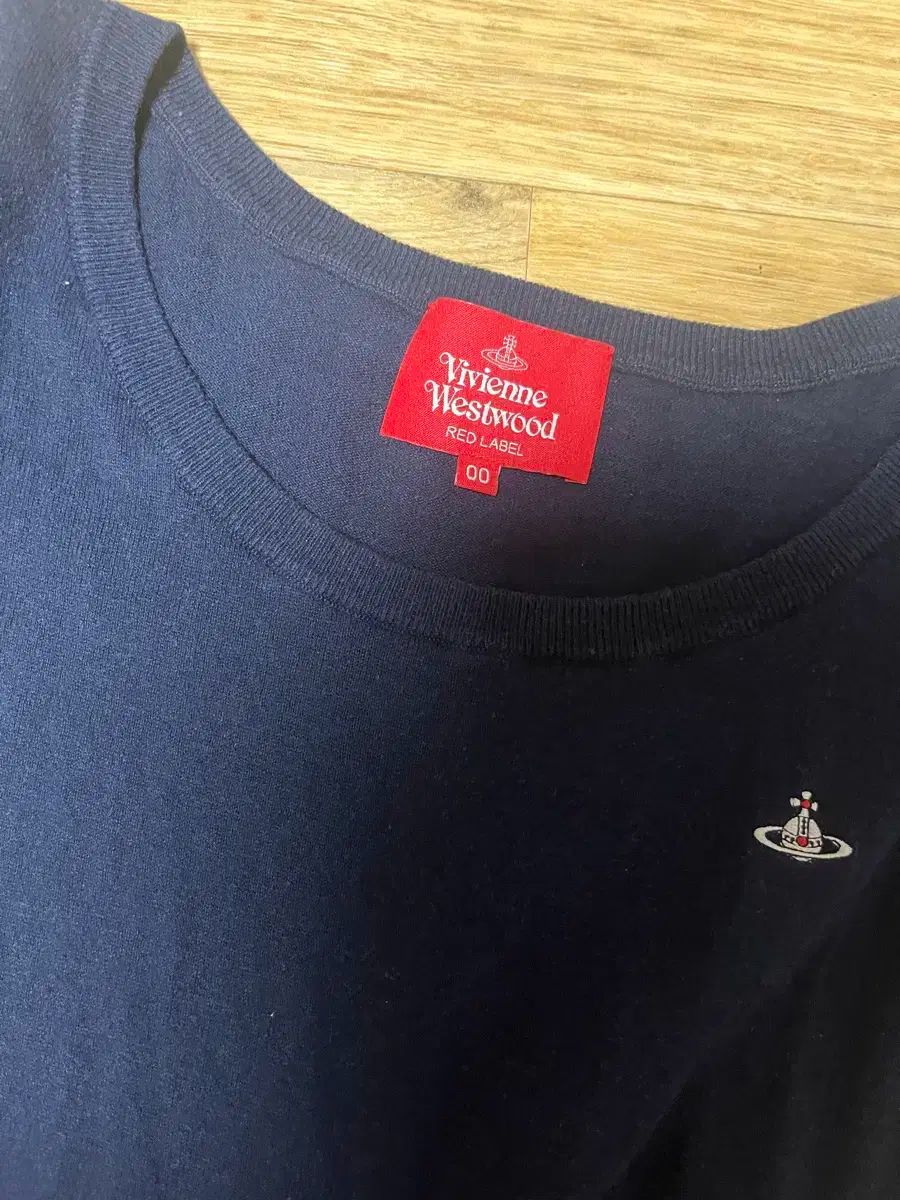 Vivienne
Westwood
RED LABEL
00